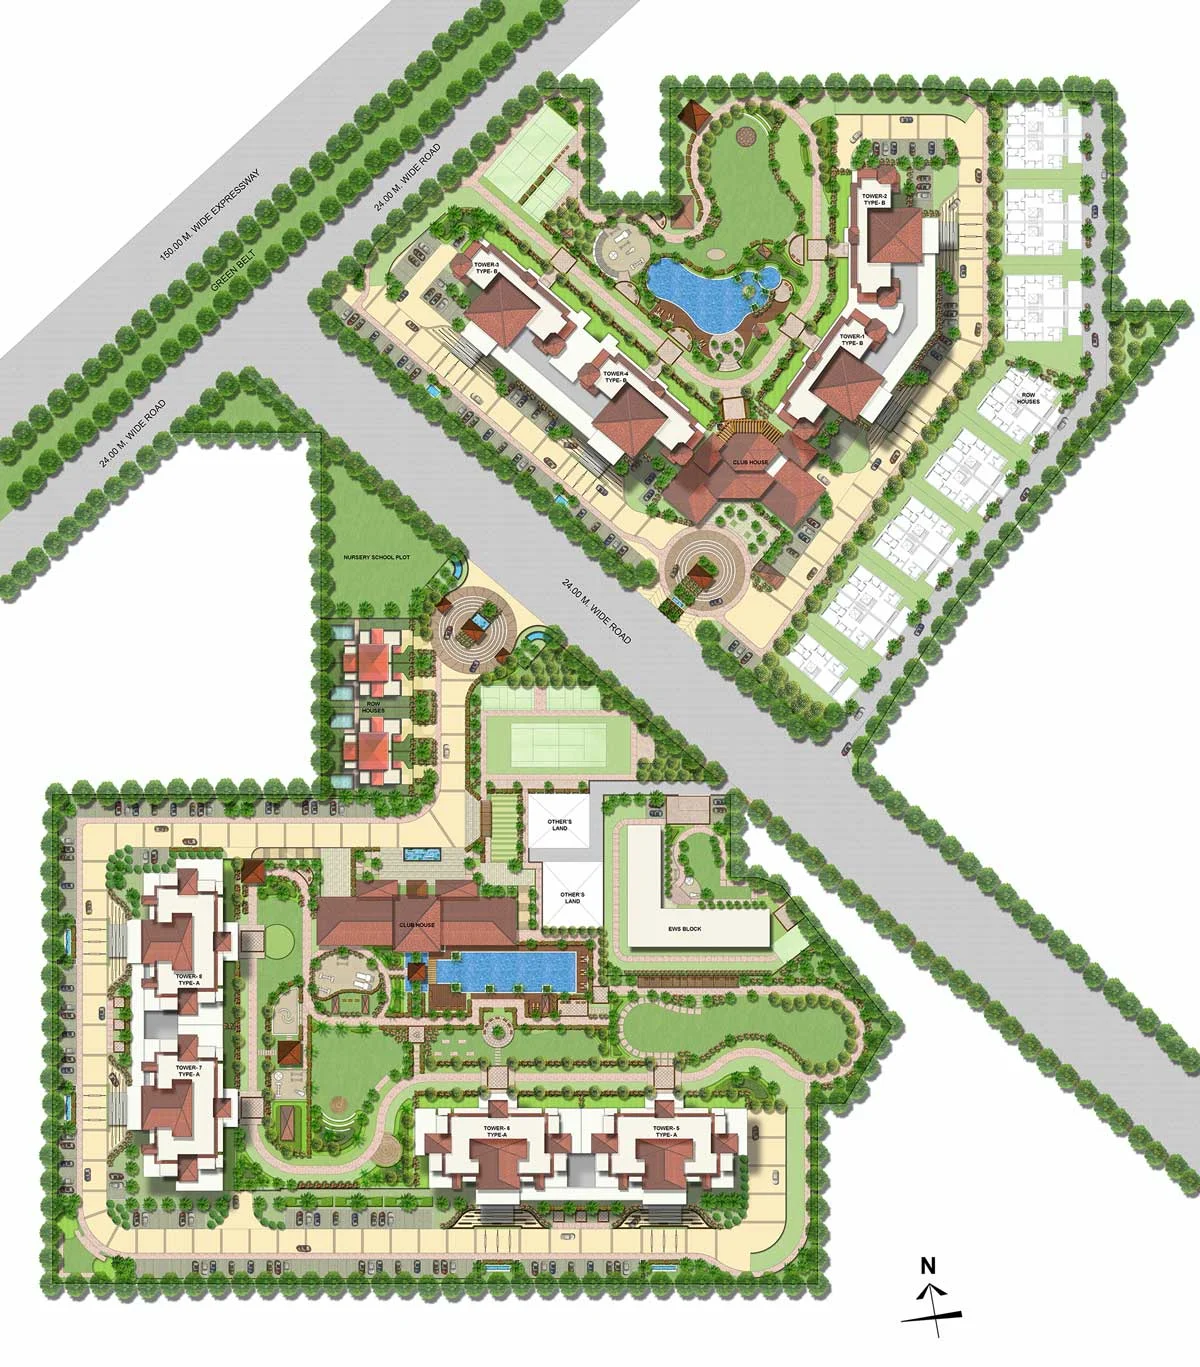 150.00 M. WIDE EXPRESSWAY
GREEN BELT
24.00 M. WIDE ROAD
24.00 M. WIDE ROAD
TOWER-2
TYPE- B
TOWER-3
TYPE- B
TOWER-1
TYPE- B
TOWER-4
TYPE- B
ROW
HOUSES
CLUB HOUSE
NURSERY SCHOOL PLOT
24.00 M. WIDE ROAD
ROW
HOUSES
OTHER'S
LAND
OTHER'S
LAND
CLUB HOUSE
EWS BLOCK
TOWER- 8
TYPE- A
TOWER- 7
TYPE- A
TOWER- 6
TYPE-A
TOWER- 5
TYPE-A
N